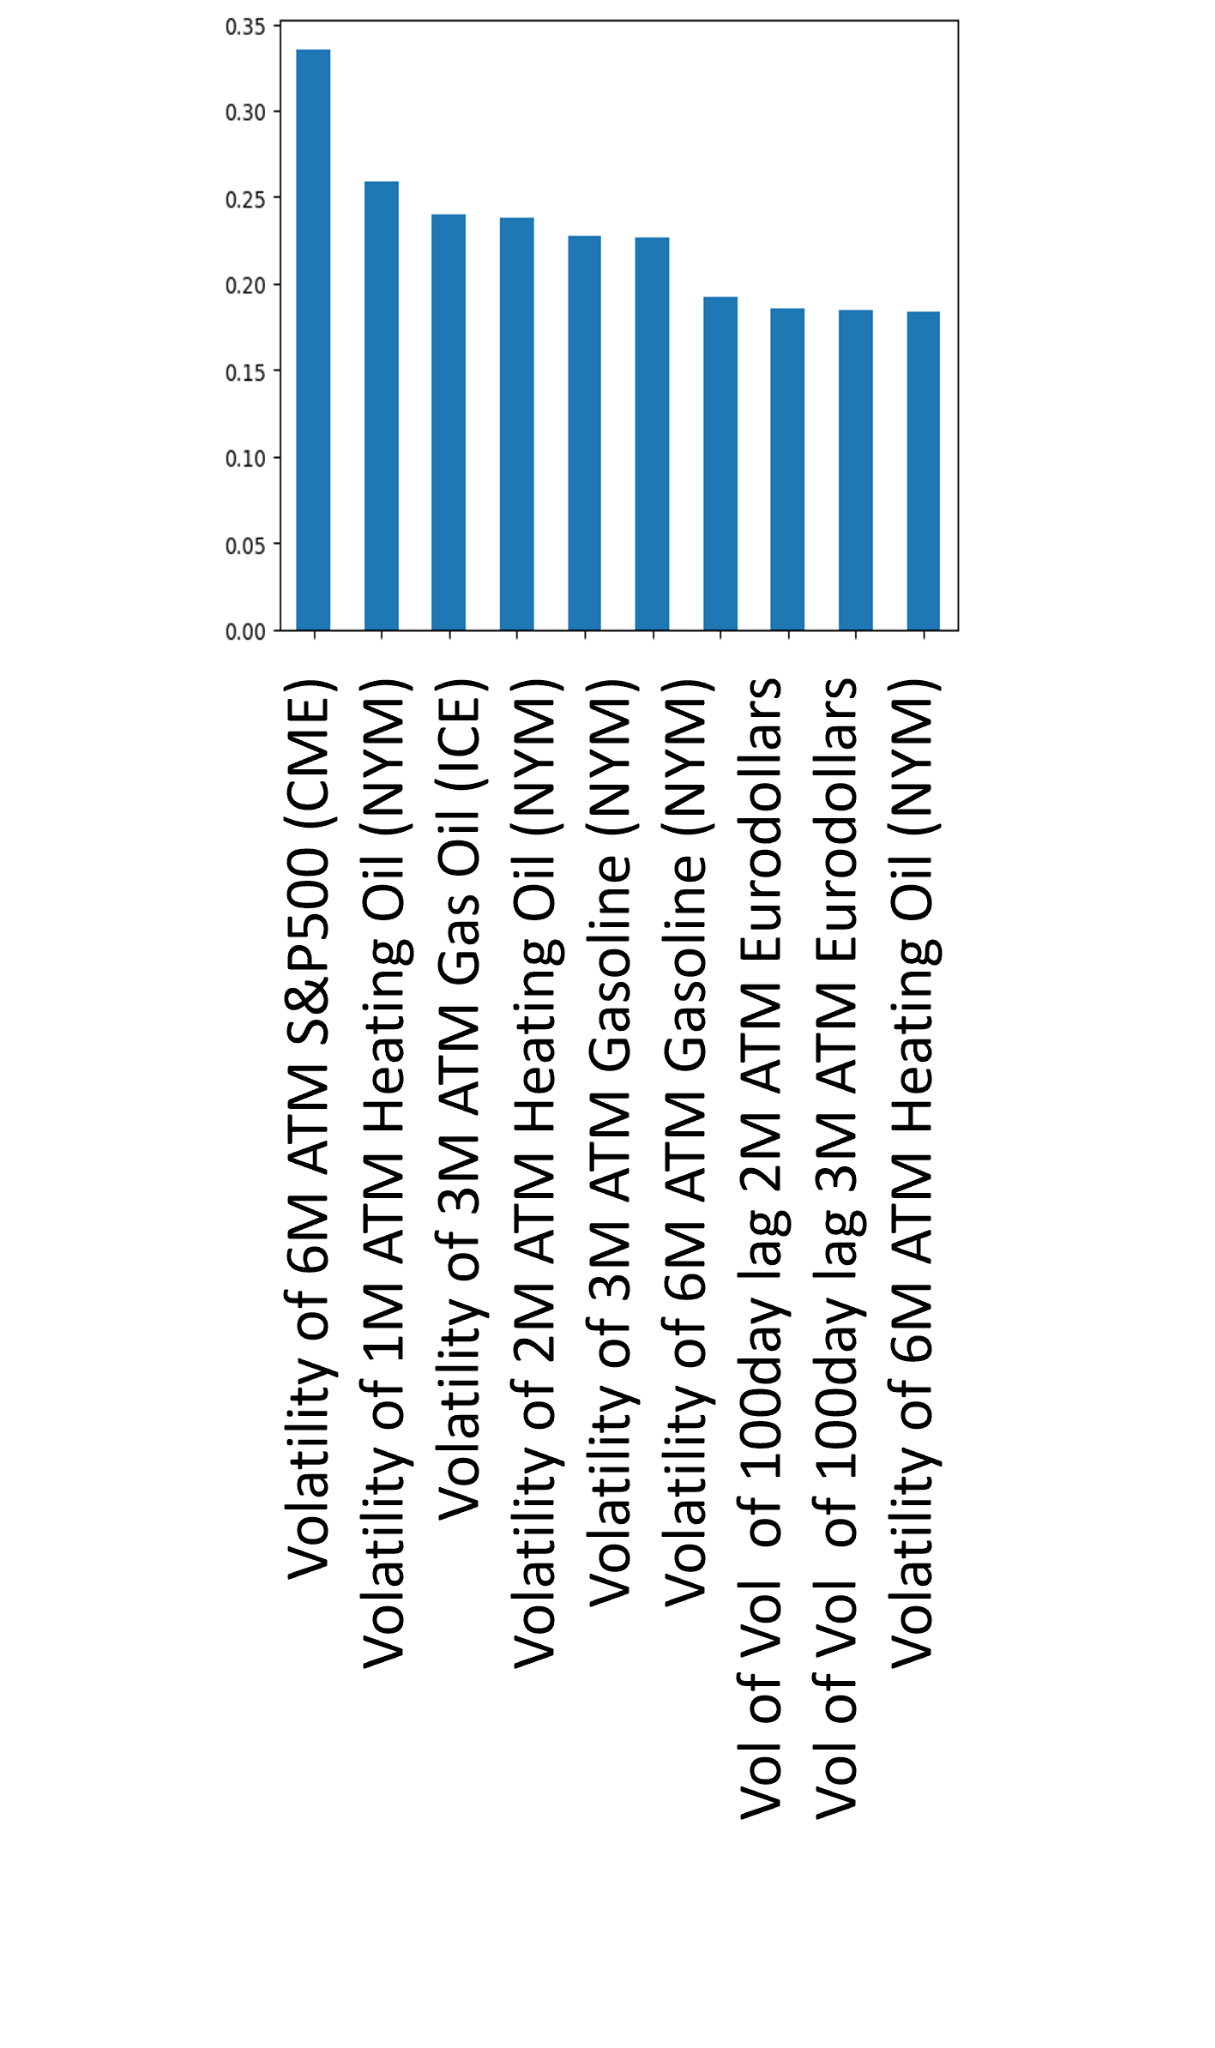 0.35
0.30
0.25
0.20
0.15
0.10
0.05
0.00
Volatility of 6M ATM S&P500 (CME)
Volatility of 1M ATM Heating Oil (NYM)
Volatility of 3M ATM Gas Oil (ICE)
Volatility of 2M ATM Heating Oil (NYM)
Volatility of 3M ATM Gasoline (NYM)
Volatility of 6M ATM Gasoline (NYM)
Vol of Vol  of 100day lag 2M ATM Eurodollars
Vol of Vol  of 100day lag 3M ATM Eurodollars
Volatility of 6M ATM Heating Oil (NYM)